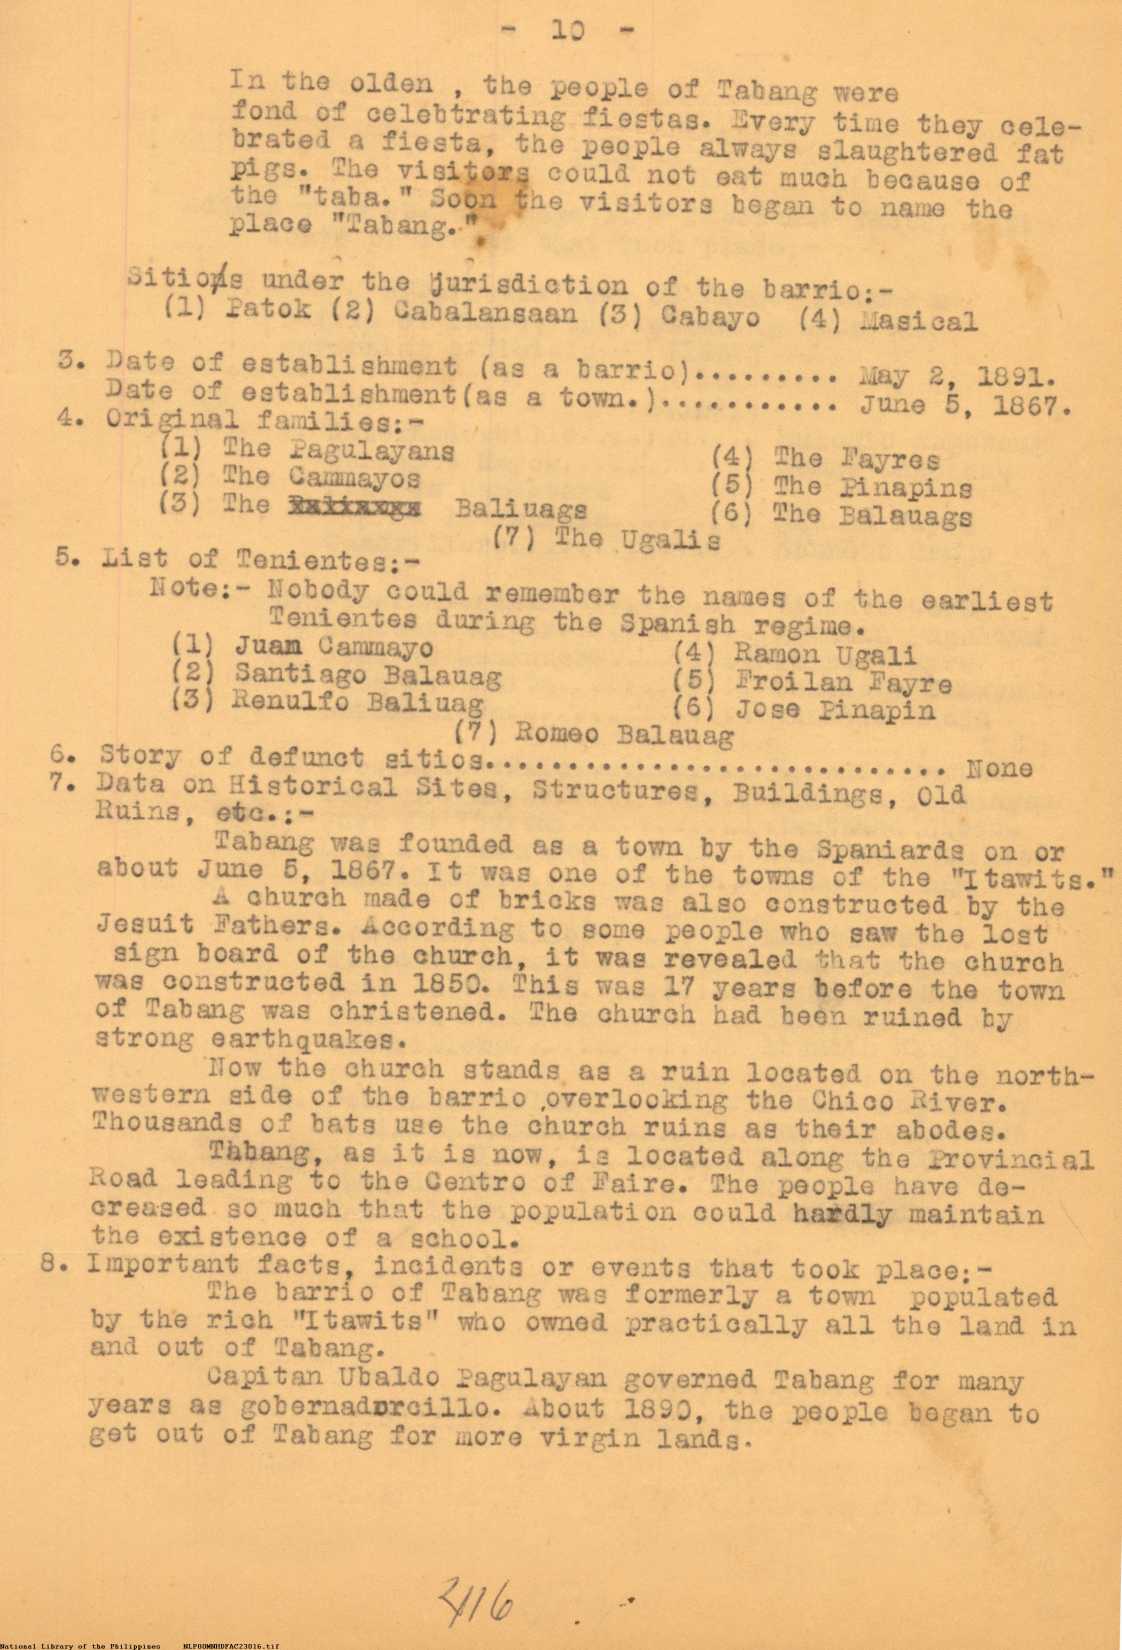 - 10 -
In the olden , the people of Tabang were
fond of celebtrating fiestas. Every time they cele-
brated a fiesta, the people always slaughtered fat
pigs. The visitors could not eat much because of
the "taba." Soon the visitors began to name the
place "Tabang."
Sitios under the jurisdiction of the barrio:-
(1) Patok (2) Cabalansaan (3) Cabayo (4) Masical
3. Date of establishment (as a barrio)......... May 2, 1891.
Date of establishment(as a town.)........... June 5, 1867.
4. Original families:-
(1) The Pagulayans (4) The Fayres
(2) The Cammayos (5) The Pinapins
(3) The Baliuags (6) The Balauags
(7) The Ugalis
5. List of Tenientes:-
Note:- Nobody could remember the names of the earliest
Tenientes during the Spanish regime.
(1) Juan Cammayo (4) Ramon Ugali
(2) Santiago Balauag (5) Froilan Fayre
(3) Renulfo Baliuag (6) Jose Pinapin
(7) Romeo Balauag
6. Story of defunct sitios............................ None
7. Data on Historical Sites, Structures, Buildings, Old
Ruins, etc.:-
Tabang was founded as a town by the Spaniards on or
about June 5, 1867. It was one of the towns of the "Itawits."
A church made of bricks was also constructed by the
Jesuit Fathers. According to some people who saw the lost
sign board of the church, it was revealed that the church
was constructed in 1850. This was 17 years before the town
of Tabang was christened. The church had been ruined by
strong earthquakes.
Now the church stands as a ruin located on the north-
western side of the barrio ,overlooking the Chico River.
Thousands of bats use the church ruins as their abodes.
Tabang, as it is now, is located along the Provincial
Road leading to the Centro of Faire. The people have de-
creased so much that the population could hardly maintain
the existence of a school.
8. Important facts, incidents or events that took place:-
The barrio of Tabang was formerly a town populated
by the rich "Itawits" who owned practically all the land in
and out of Tabang.
Capitan Ubaldo Pagulayan governed Tabang for many
years as gobernadorcillo. About 1890, the people began to
get out of Tabang for more virgin lands.
416
National Library of the Philippines NLP00MNHDFAC23016.tif